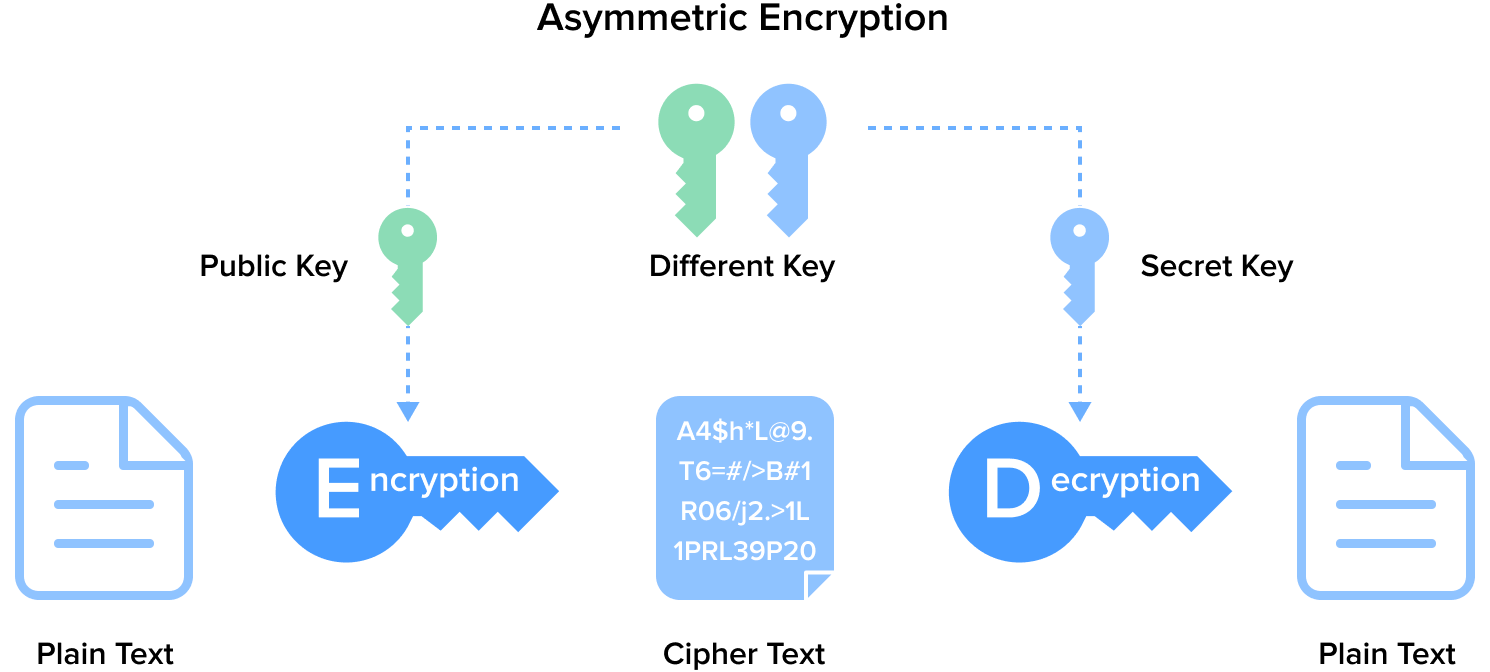 Asymmetric Encryption
Public Key
Different Key
Secret Key
Encryption
A4$h*L@9.
T6=#/>B#1
R06/j2.>1L
1PRL39P20
Decryption
Plain Text
Cipher Text
Plain Text